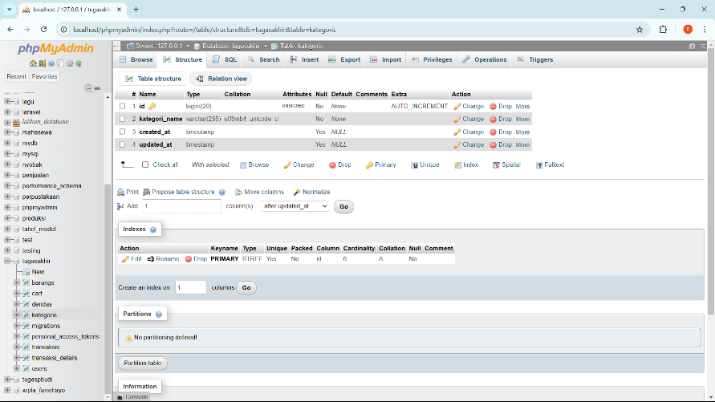 localhost / 127.0.0.1 / tugasakh
localhost/phpmyadmin/index.php?route=/table/structure&db=tugasakhir&table=kategoris
phpMyAdmin
Recent Favorites
lagu
laravel
latihan_database
mahasiswa
mydb
mysql
nyobak
penjualan
performance_schema
perpustakaan
phpmyadmin
produksi
tabel_model
test
testing
tugasakhir
New
barangs
cart
dendas
kategoris
migrations
personal_access_tokens
transaksis
transaksi_details
users
tugaspbudi
Server: 127.0.0.1 » Database: tugasakhir » Table: kategoris
Browse Structure SQL Search Insert Export Import Privileges Operations Triggers
Table structure Relation view
# Name Type Collation Attributes Null Default Comments Extra Action
1 id bigint(20) UNSIGNED No None AUTO_INCREMENT Change Drop More
2 kategori_name varchar(255) utf8mb4_unicode_ci No None Change Drop More
3 created_at timestamp Yes NULL Change Drop More
4 updated_at timestamp Yes NULL Change Drop More
Check all With selected: Browse Change Drop Primary Unique Index Spatial Fulltext
Print Propose table structure Move columns Normalize
Add 1 column(s) after updated_at Go
Indexes
Action Keyname Type Unique Packed Column Cardinality Collation Null Comment
Edit Rename Drop PRIMARY BTREE Yes No id 6 A No
Create an index on 1 columns Go
Partitions
No partitioning defined!
Partition table
Information
Console